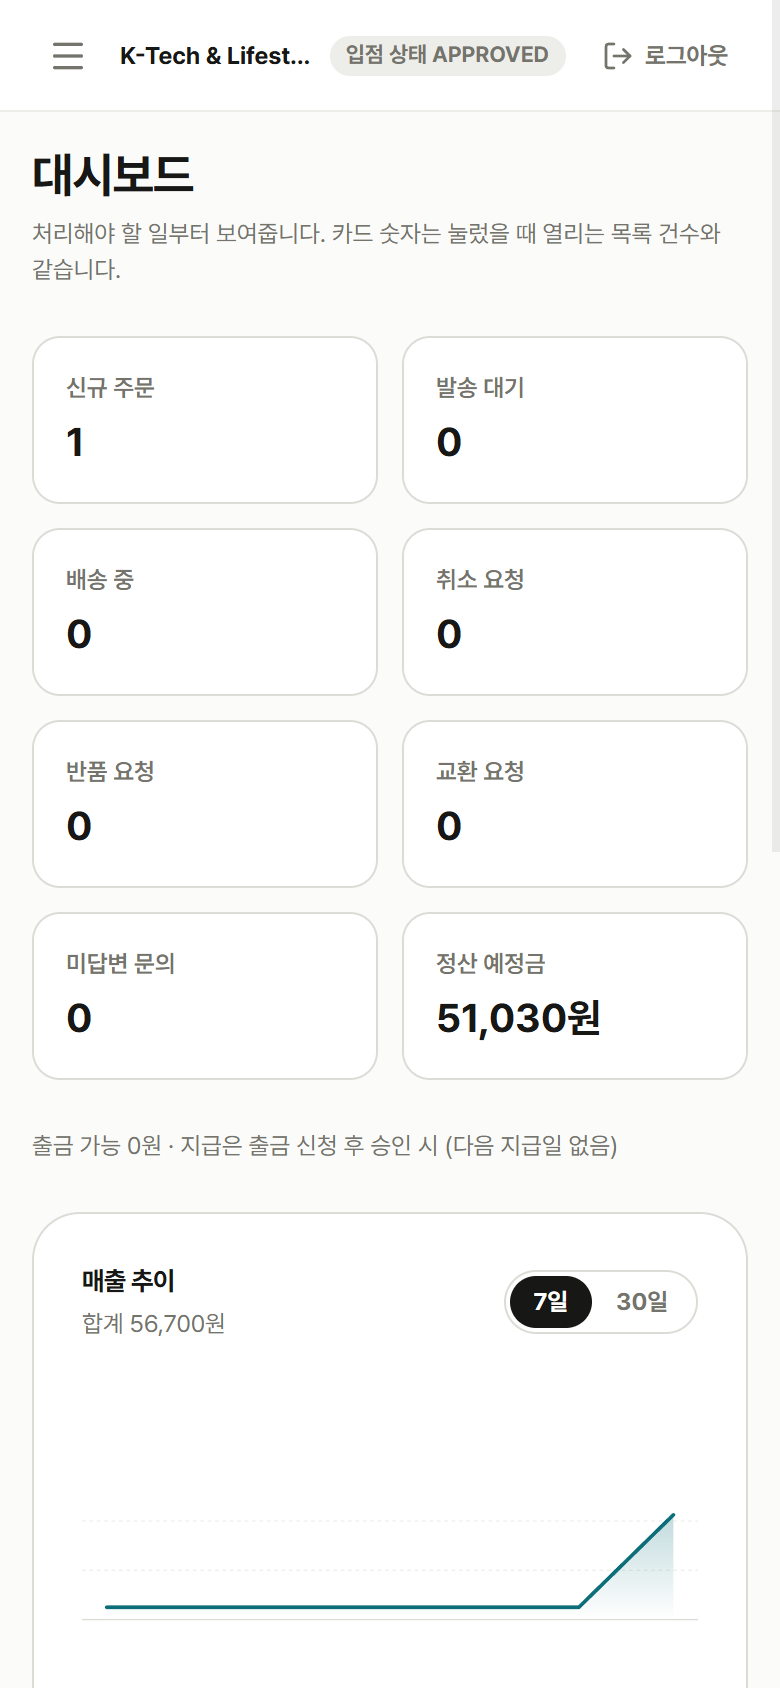 K-Tech & Lifest...
입점 상태 APPROVED
로그아웃
대시보드
처리해야 할 일부터 보여줍니다. 카드 숫자는 눌렀을 때 열리는 목록 건수와
같습니다.
신규 주문
1
발송 대기
0
배송 중
0
취소 요청
0
반품 요청
0
교환 요청
0
미답변 문의
0
정산 예정금
51,030원
출금 가능 0원 · 지급은 출금 신청 후 승인 시 (다음 지급일 없음)
매출 추이
합계 56,700원
7일
30일